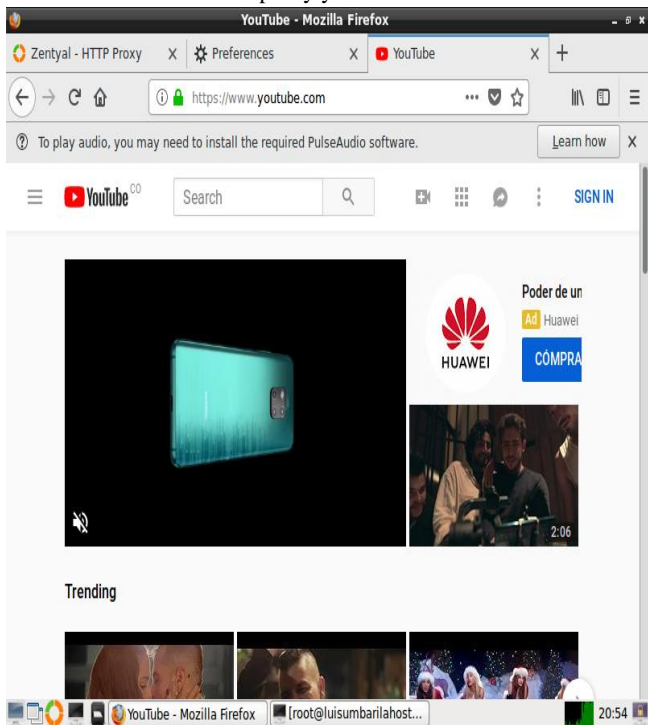 YouTube - Mozilla Firefox
Zentyal - HTTP Proxy
Preferences
YouTube
https://www.youtube.com
To play audio, you may need to install the required PulseAudio software.
Learn how
YouTube CO
Search
SIGN IN
Poder de un
Ad Huawei
HUAWEI
CÓMPRA
2:06
Trending
YouTube - Mozilla Firefox
[root@luisumbarilahost...
20:54